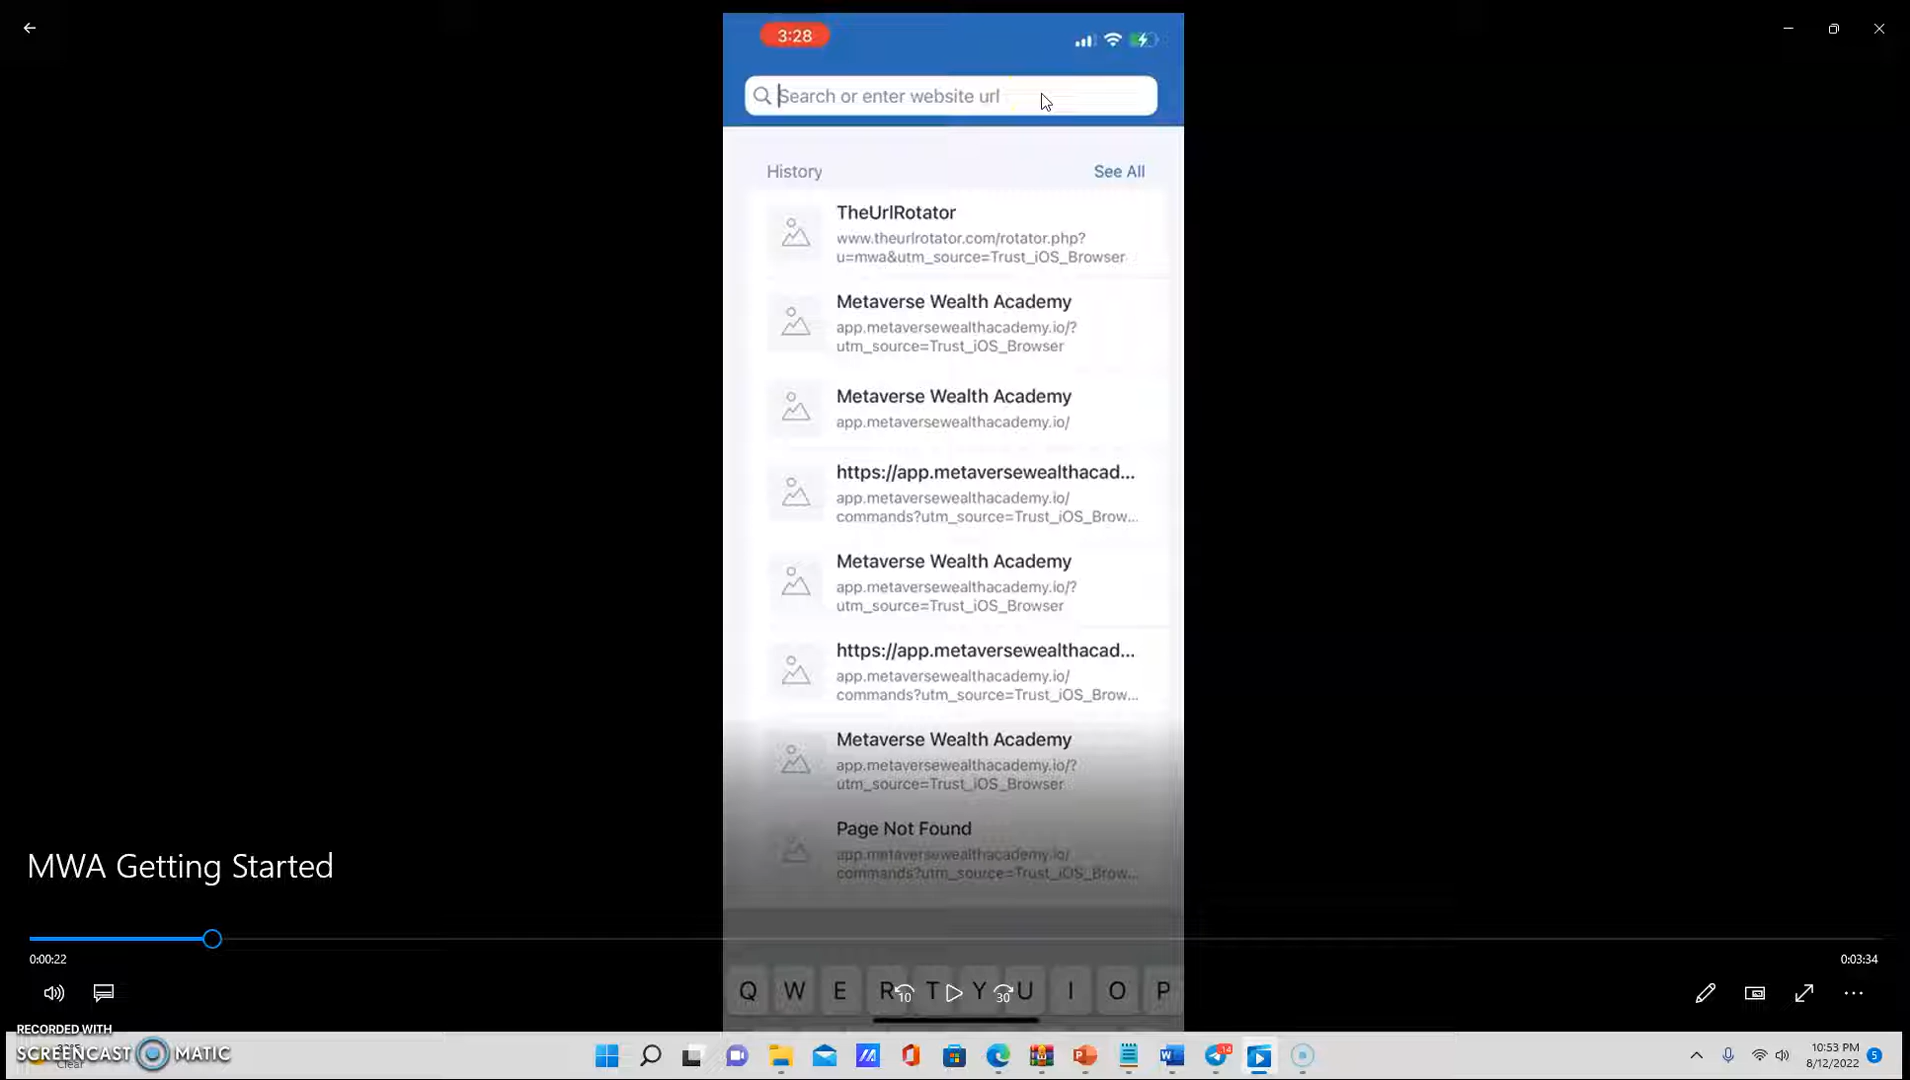 3:28
Search or enter website url
History
See All
TheUrlRotator
www.theurlrotator.com/rotator.php?
u=mwa&utm_source=Trust_iOS_Browser
Metaverse Wealth Academy
app.metaversewealthacademy.io/?
utm_source=Trust_iOS_Browser
Metaverse Wealth Academy
app.metaversewealthacademy.io/
https://app.metaversewealthacad...
app.metaversewealthacademy.io/
commands?utm_source=Trust_iOS_Brow...
Metaverse Wealth Academy
app.metaversewealthacademy.io/?
utm_source=Trust_iOS_Browser
https://app.metaversewealthacad...
app.metaversewealthacademy.io/
commands?utm_source=Trust_iOS_Brow...
Metaverse Wealth Academy
app.metaversewealthacademy.io/?
utm_source=Trust_iOS_Browser
Page Not Found
app.metaversewealthacademy.io/
commands?utm_source=Trust_iOS_Brow...
MWA Getting Started
0:00:22
0:03:34
Q W E R T Y U I O P
10
30
RECORDED WITH
SCREENCAST MATIC
Clear
14
10:53 PM
8/12/2022
5